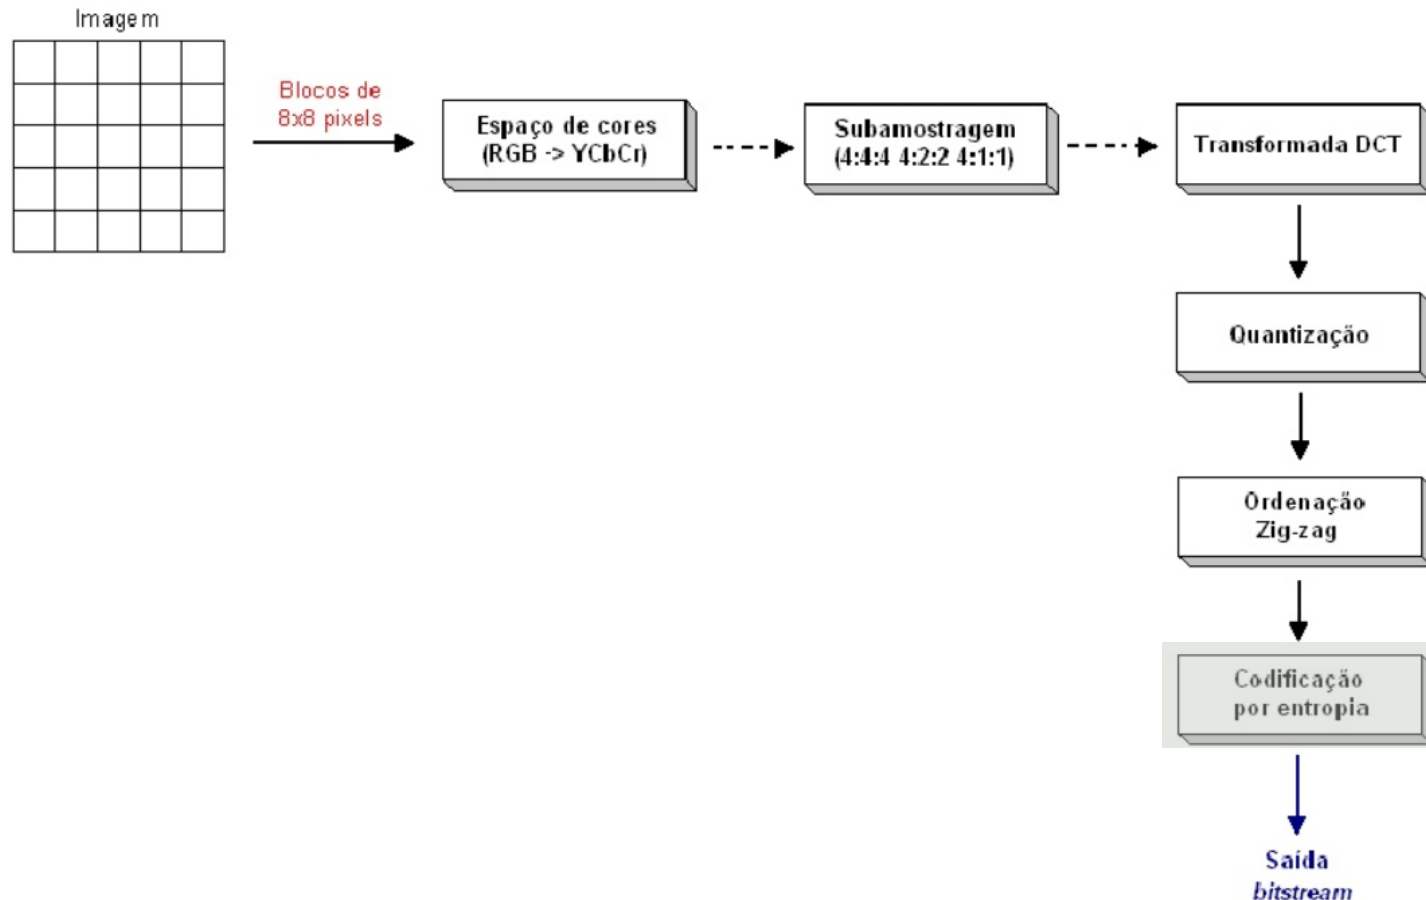 Imagem
Blocos de
8x8 pixels
Espaço de cores
(RGB -> YCbCr)
Subamostragem
(4:4:4 4:2:2 4:1:1)
Transformada DCT
Quantização
Ordenação
Zig-zag
Codificação
por entropia
Saída
bitstream